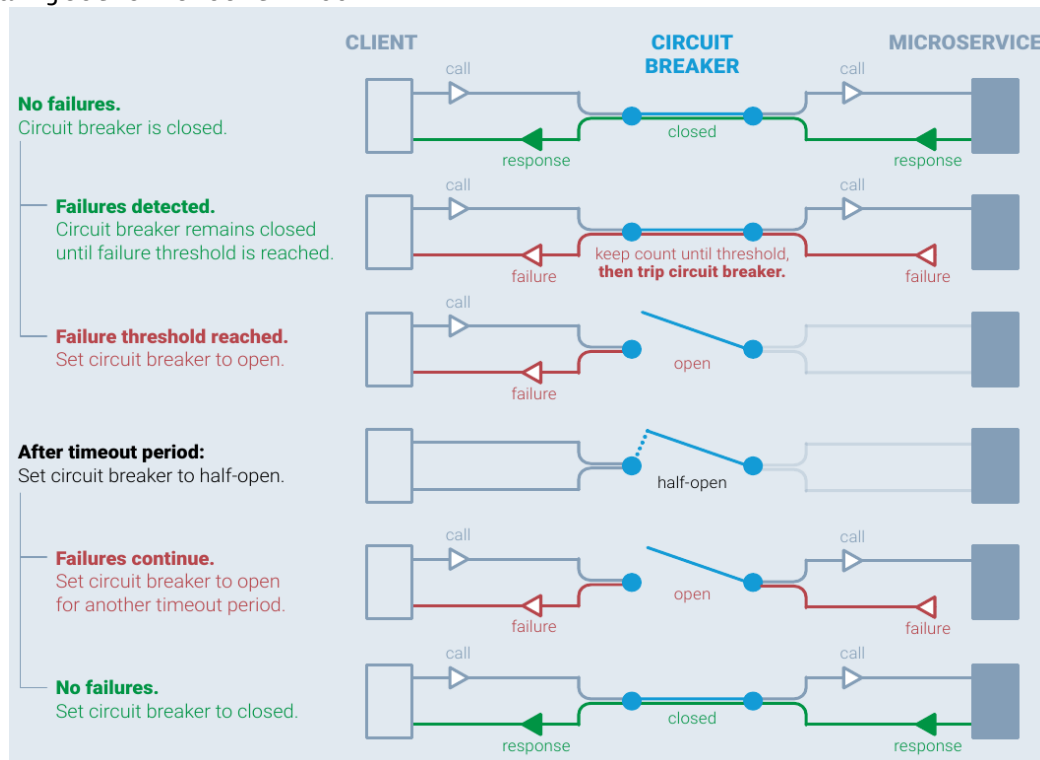 CLIENT
CIRCUIT
BREAKER
MICROSERVICE
call
call
No failures.
Circuit breaker is closed.
closed
response
response
call
call
Failures detected.
Circuit breaker remains closed
until failure threshold is reached.
keep count until threshold,
then trip circuit breaker.
failure
failure
call
Failure threshold reached.
Set circuit breaker to open.
open
failure
After timeout period:
Set circuit breaker to half-open.
half-open
call
call
Failures continue.
Set circuit breaker to open
for another timeout period.
open
failure
failure
call
call
No failures.
Set circuit breaker to closed.
closed
response
response